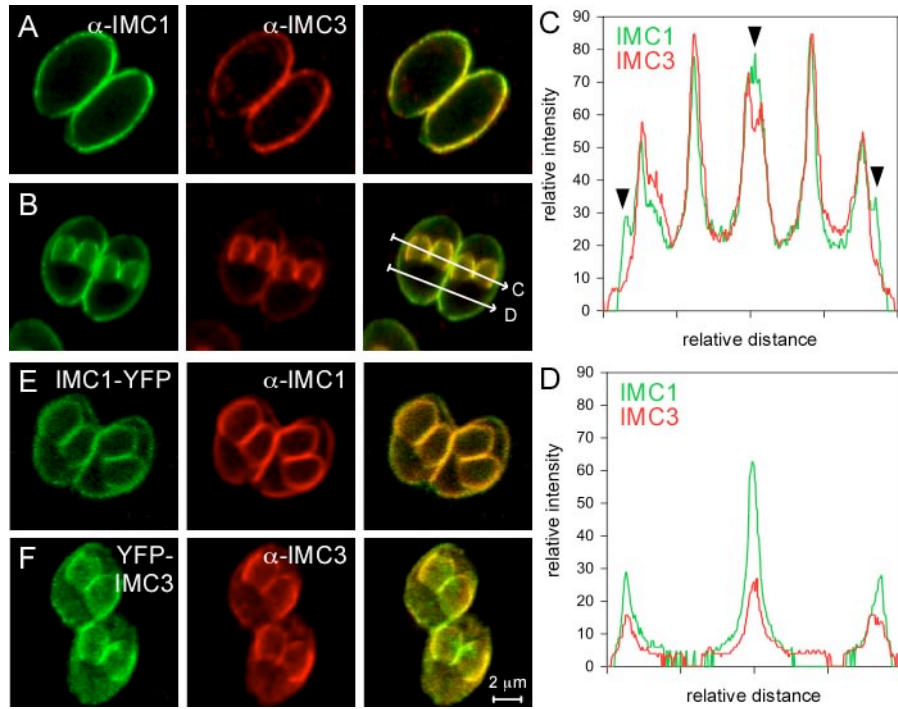 A α-IMC1 α-IMC3
B
C
D
E IMC1-YFP α-IMC1
F YFP-IMC3 α-IMC3
2 μm
C
IMC1
IMC3
90
80
70
60
50
40
30
20
10
0
relative intensity
relative distance
D
IMC1
IMC3
90
80
70
60
50
40
30
20
10
0
relative intensity
relative distance